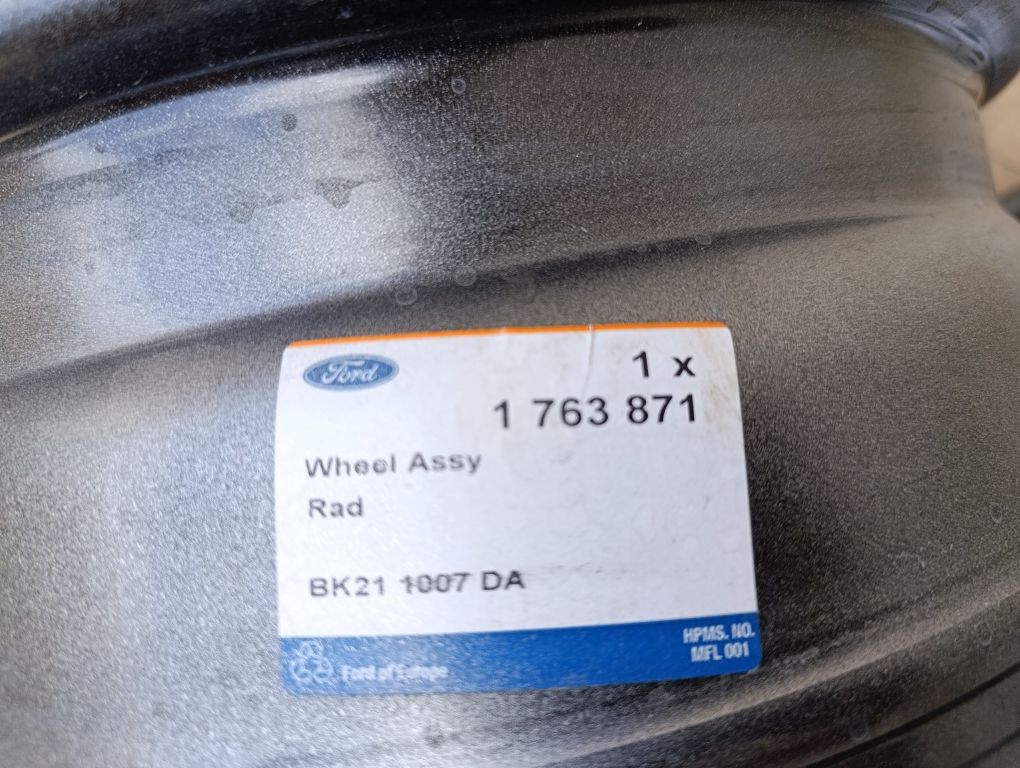 Ford
1 x
1 763 871
Wheel Assy
Rad
BK21 1007 DA
HPMS. NO.
MFL 001
Ford of Europe